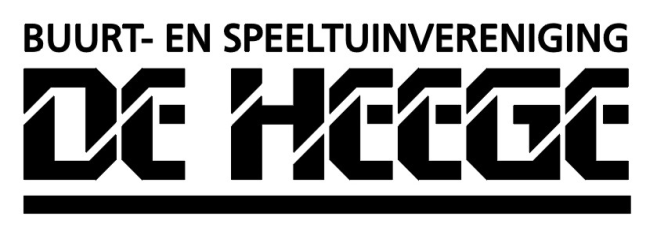 BUURT- EN SPEELTUINVERENIGING
DE HEEGE